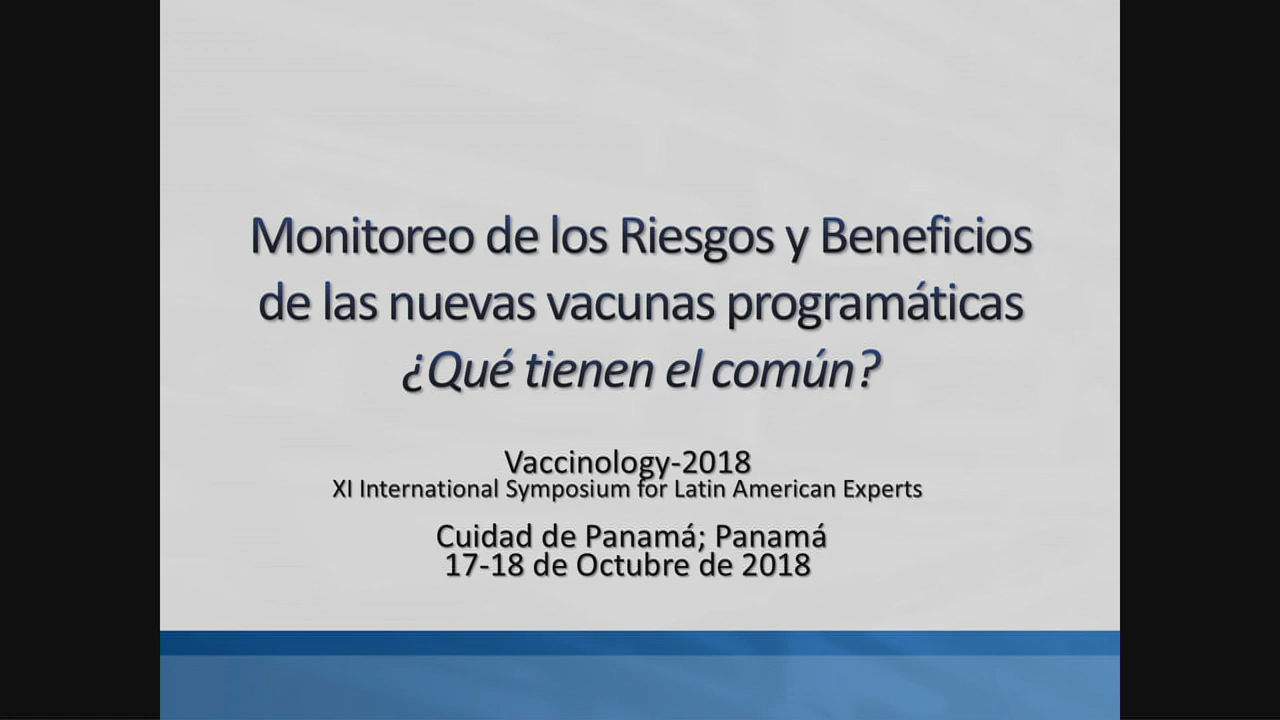 Monitoreo de los Riesgos y Beneficios
de las nuevas vacunas programáticas
¿Qué tienen el común?
Vaccinology-2018
XI International Symposium for Latin American Experts
Cuidad de Panamá; Panamá
17-18 de Octubre de 2018